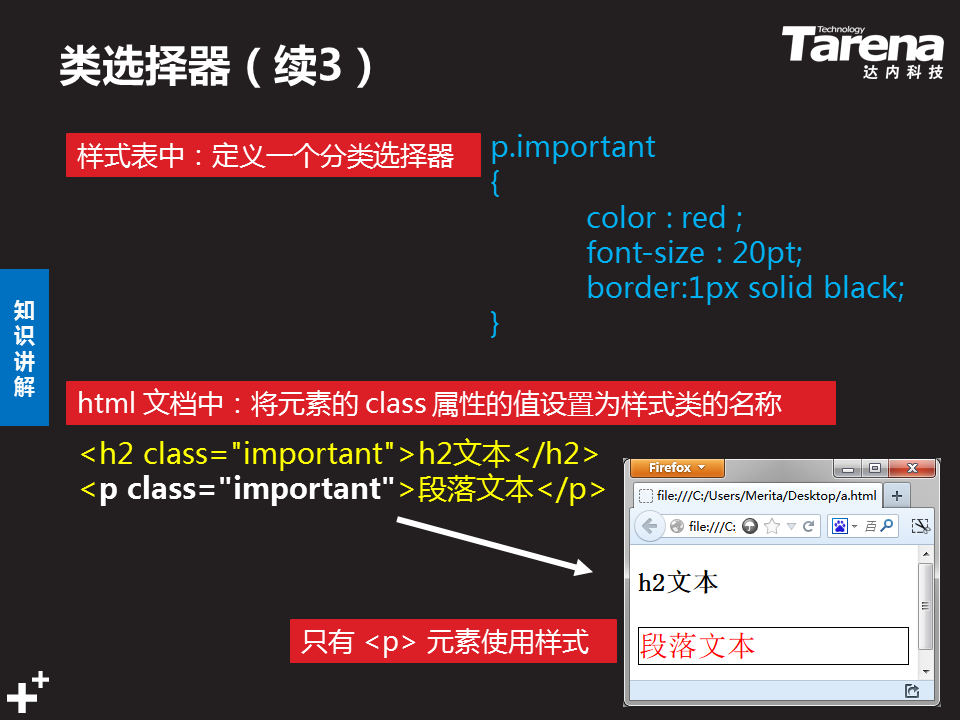 类选择器（续3）
Technology
Tarena
达内科技
样式表中：定义一个分类选择器
p.important
{
color : red ;
font-size : 20pt;
border:1px solid black;
}
知识讲解
html 文档中：将元素的 class 属性的值设置为样式类的名称
<h2 class="important">h2文本</h2>
<p class="important">段落文本</p>
只有 <p> 元素使用样式
Firefox
file:///C:/Users/Merita/Desktop/a.html
file:///C:
百
h2文本
段落文本